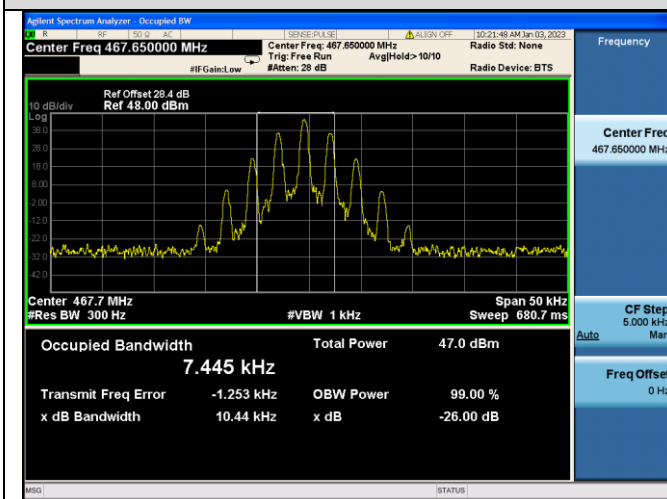 Agilent Spectrum Analyzer - Occupied BW
R RF 50 Ω AC SENSE:PULSE ALIGN OFF 10:21:48 AM Jan 03, 2023
Center Freq 467.650000 MHz
Center Freq: 467.650000 MHz
Radio Std: None
Trig: Free Run Avg|Hold:> 10/10
#IFGain:Low #Atten: 28 dB Radio Device: BTS
Ref Offset 28.4 dB
10 dB/div Ref 48.00 dBm
Log
38.0
28.0
18.0
8.00
-2.00
-12.0
-22.0
-32.0
-42.0
Center 467.7 MHz Span 50 kHz
#Res BW 300 Hz #VBW 1 kHz Sweep 680.7 ms
Occupied Bandwidth Total Power 47.0 dBm
7.445 kHz
Transmit Freq Error -1.253 kHz OBW Power 99.00 %
x dB Bandwidth 10.44 kHz x dB -26.00 dB
MSG STATUS
Frequency
Center Freq
467.650000 MHz
CF Step
5.000 kHz
Auto Man
Freq Offset
0 Hz